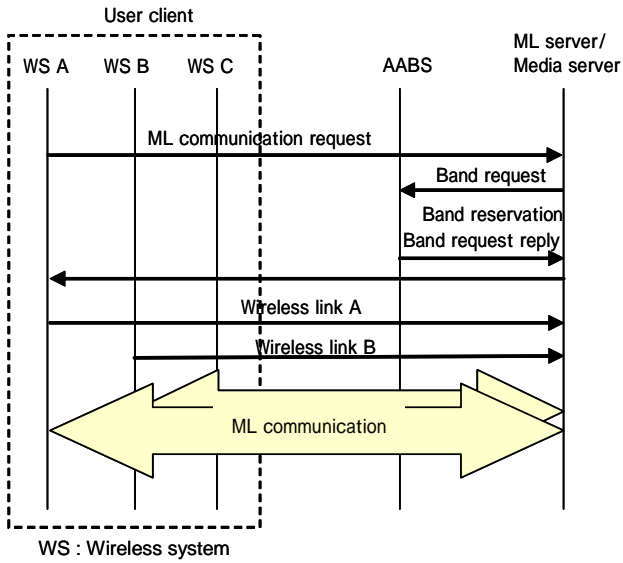 User client
ML server/
Media server
WS A
WS B
WS C
AABS
ML communication request
Band request
Band reservation
Band request reply
Wireless link A
Wireless link B
ML communication
WS : Wireless system